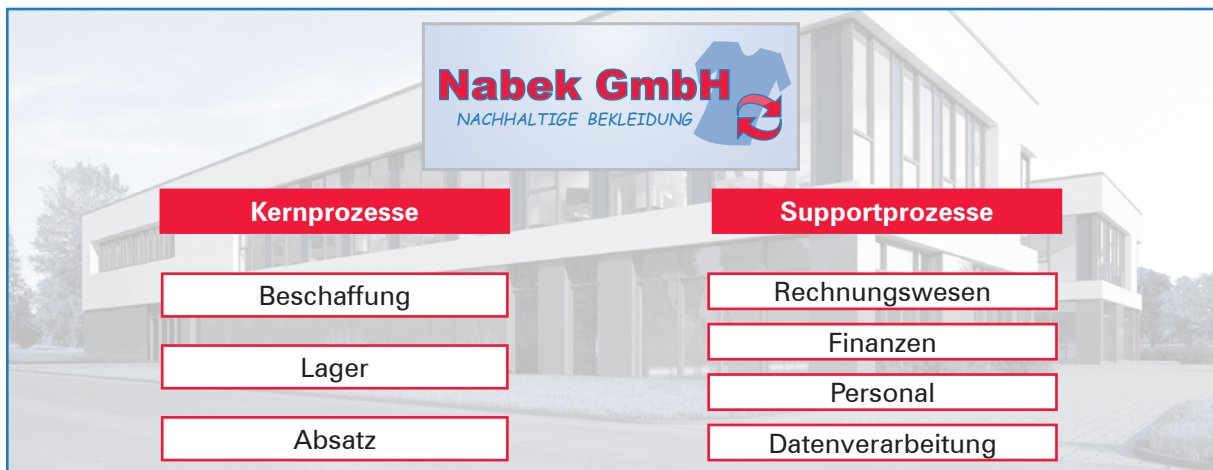 Nabek GmbH
NACHHALTIGE BEKLEIDUNG
Kernprozesse
Beschaffung
Lager
Absatz
Supportprozesse
Rechnungswesen
Finanzen
Personal
Datenverarbeitung